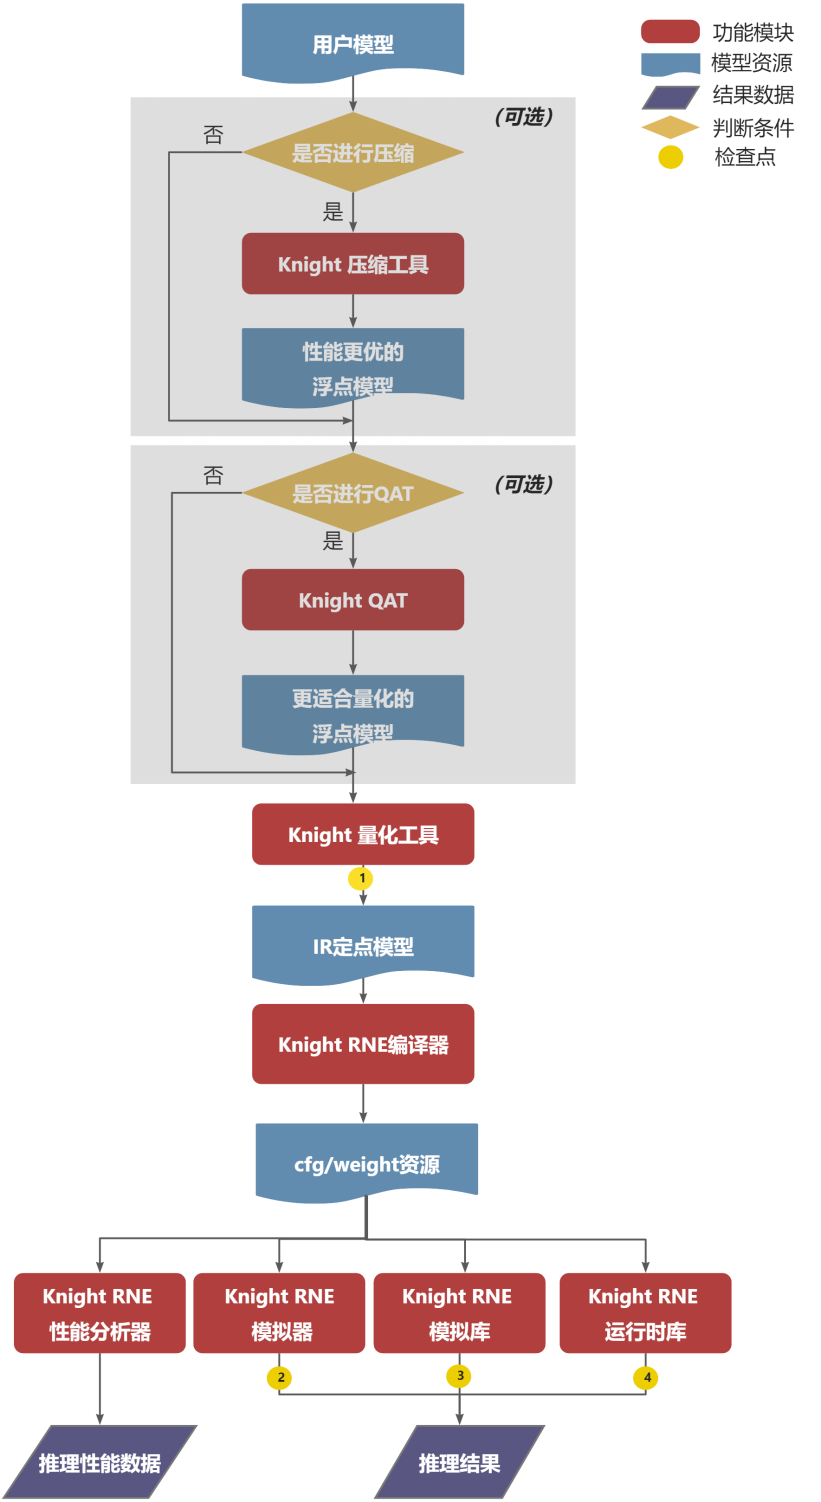 用户模型
功能模块
模型资源
结果数据
判断条件
检查点
（可选）
否
是否进行压缩
是
Knight 压缩工具
性能更优的
浮点模型
（可选）
否
是否进行QAT
是
Knight QAT
更适合量化的
浮点模型
Knight 量化工具
1
IR定点模型
Knight RNE编译器
cfg/weight资源
Knight RNE
性能分析器
Knight RNE
模拟器
Knight RNE
模拟库
Knight RNE
运行时库
2
3
4
推理性能数据
推理结果